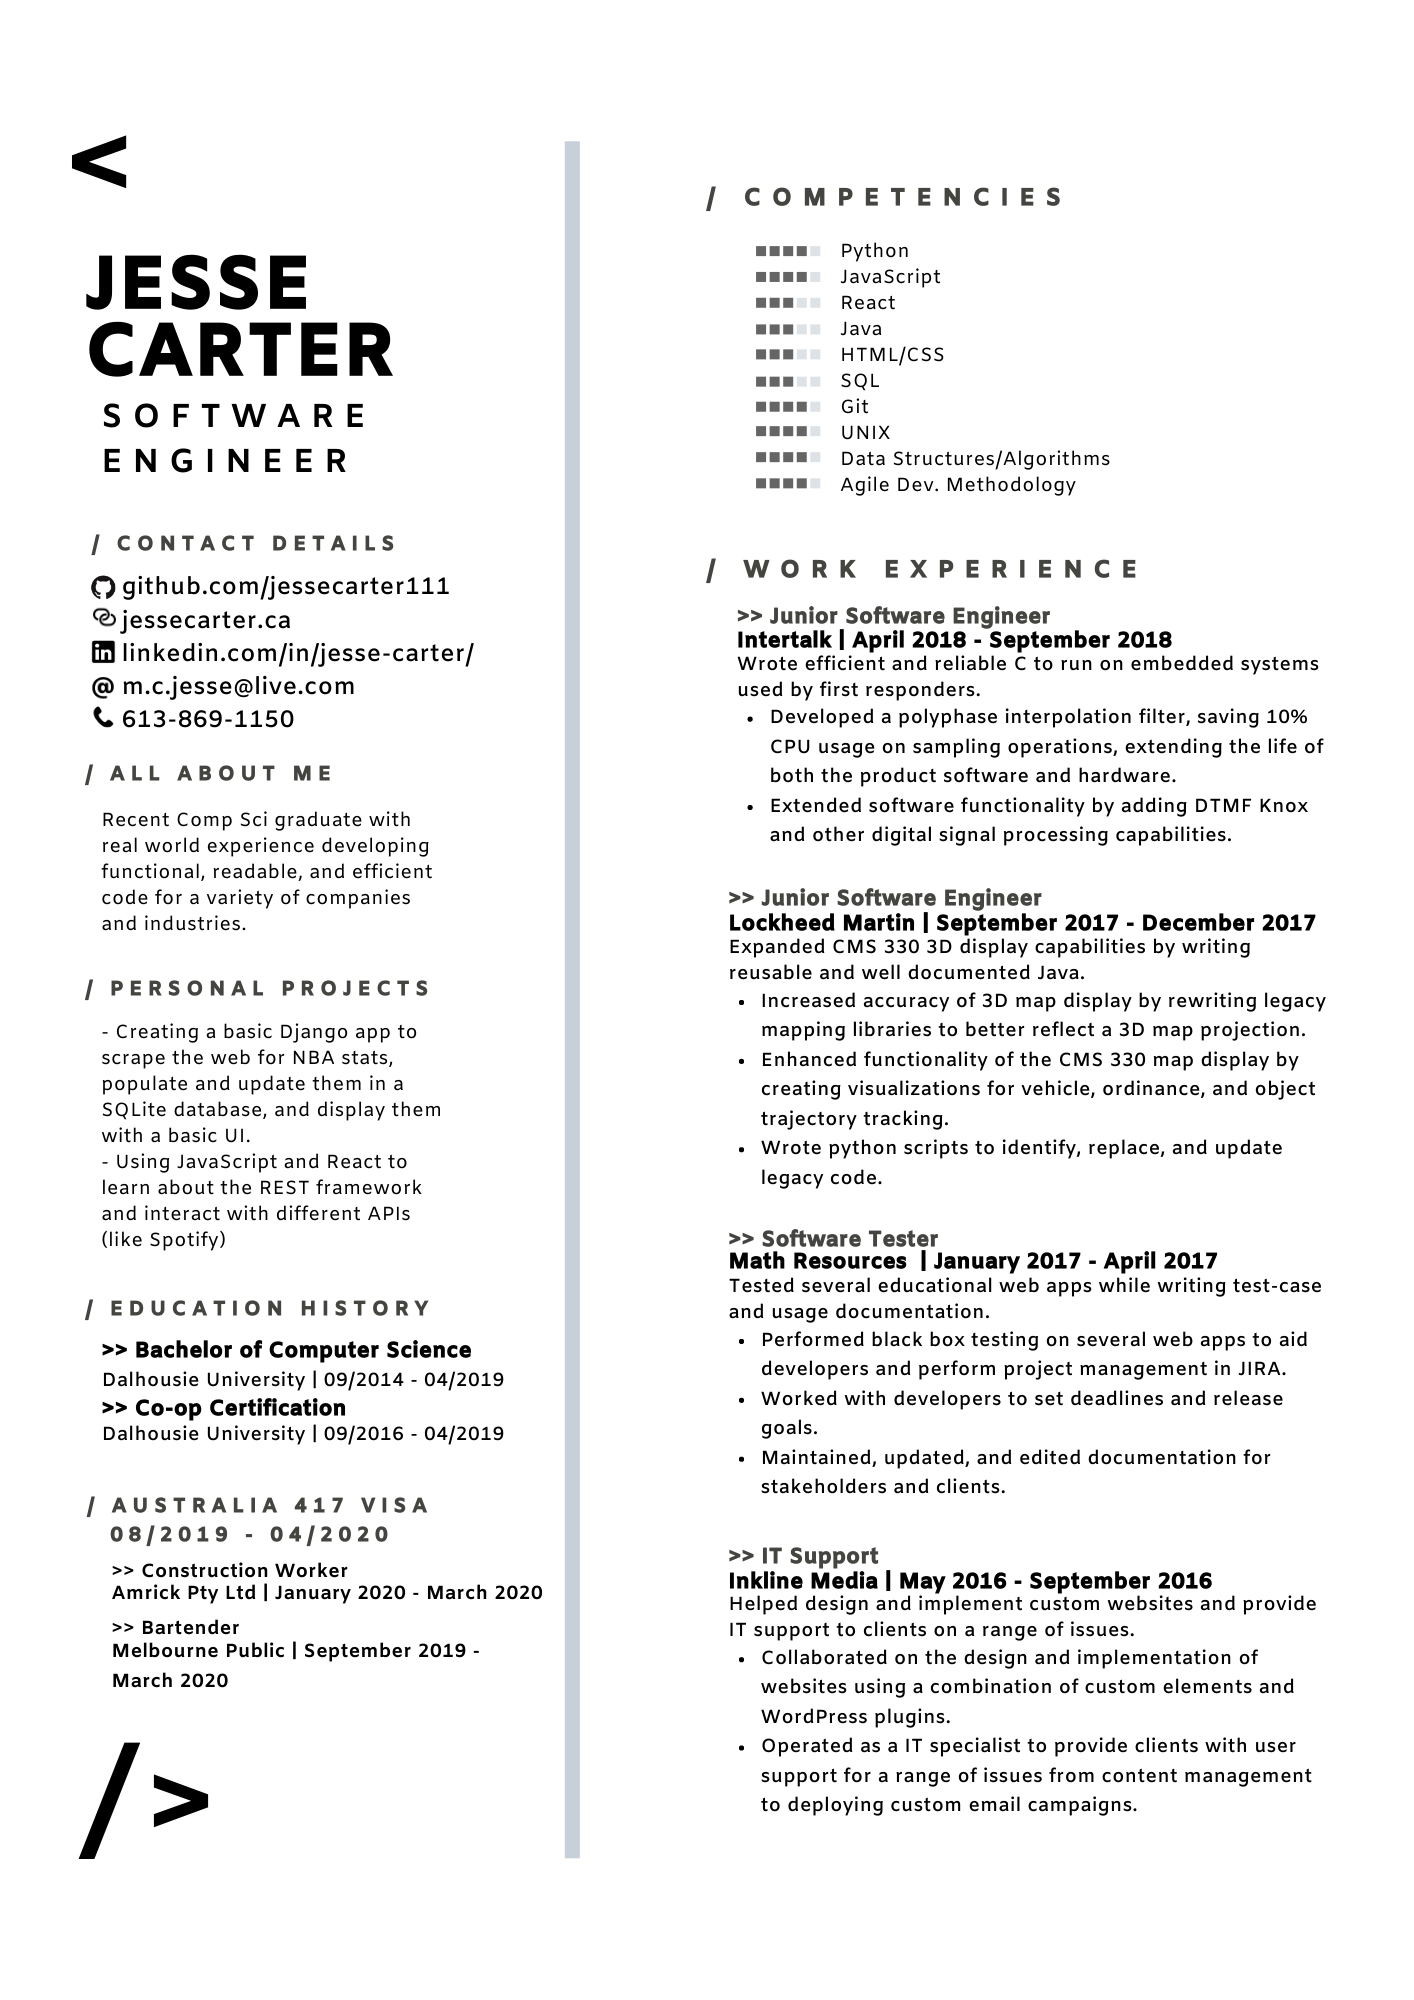 <
JESSE
CARTER
SOFTWARE
ENGINEER
/ CONTACT DETAILS
github.com/jessecarter111
jessecarter.ca
linkedin.com/in/jesse-carter/
@ m.c.jesse@live.com
613-869-1150
/ ALL ABOUT ME
Recent Comp Sci graduate with
real world experience developing
functional, readable, and efficient
code for a variety of companies
and industries.
/ PERSONAL PROJECTS
- Creating a basic Django app to
scrape the web for NBA stats,
populate and update them in a
SQLite database, and display them
with a basic UI.
- Using JavaScript and React to
learn about the REST framework
and interact with different APIs
(like Spotify)
/ EDUCATION HISTORY
>> Bachelor of Computer Science
Dalhousie University | 09/2014 - 04/2019
>> Co-op Certification
Dalhousie University | 09/2016 - 04/2019
/ AUSTRALIA 417 VISA
08/2019 - 04/2020
>> Construction Worker
Amrick Pty Ltd | January 2020 - March 2020
>> Bartender
Melbourne Public | September 2019 -
March 2020
/>
/ COMPETENCIES
Python
JavaScript
React
Java
HTML/CSS
SQL
Git
UNIX
Data Structures/Algorithms
Agile Dev. Methodology
/ WORK EXPERIENCE
>> Junior Software Engineer
Intertalk | April 2018 - September 2018
Wrote efficient and reliable C to run on embedded systems
used by first responders.
• Developed a polyphase interpolation filter, saving 10%
CPU usage on sampling operations, extending the life of
both the product software and hardware.
• Extended software functionality by adding DTMF Knox
and other digital signal processing capabilities.
>> Junior Software Engineer
Lockheed Martin | September 2017 - December 2017
Expanded CMS 330 3D display capabilities by writing
reusable and well documented Java.
• Increased accuracy of 3D map display by rewriting legacy
mapping libraries to better reflect a 3D map projection.
• Enhanced functionality of the CMS 330 map display by
creating visualizations for vehicle, ordinance, and object
trajectory tracking.
• Wrote python scripts to identify, replace, and update
legacy code.
>> Software Tester
Math Resources | January 2017 - April 2017
Tested several educational web apps while writing test-case
and usage documentation.
• Performed black box testing on several web apps to aid
developers and perform project management in JIRA.
• Worked with developers to set deadlines and release
goals.
• Maintained, updated, and edited documentation for
stakeholders and clients.
>> IT Support
Inkline Media | May 2016 - September 2016
Helped design and implement custom websites and provide
IT support to clients on a range of issues.
• Collaborated on the design and implementation of
websites using a combination of custom elements and
WordPress plugins.
• Operated as a IT specialist to provide clients with user
support for a range of issues from content management
to deploying custom email campaigns.